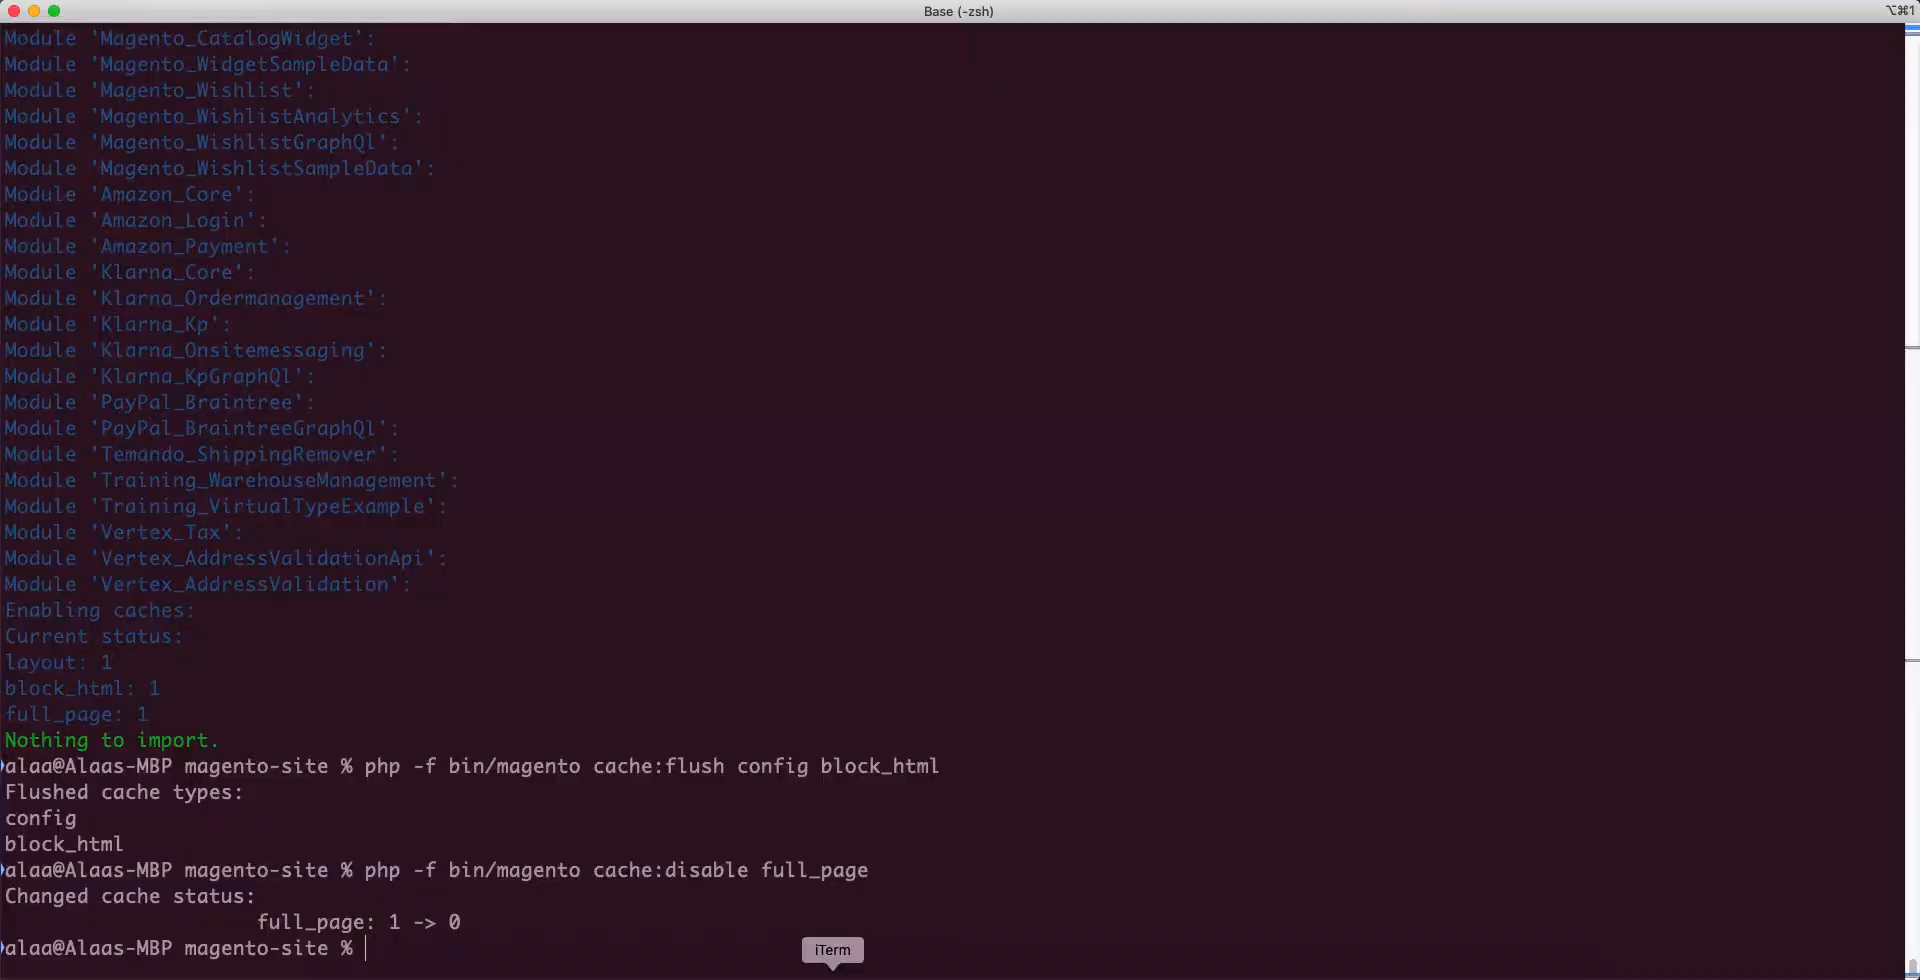 Base (-zsh)
⌥⌘1
Module 'Magento_CatalogWidget':
Module 'Magento_WidgetSampleData':
Module 'Magento_Wishlist':
Module 'Magento_WishlistAnalytics':
Module 'Magento_WishlistGraphQl':
Module 'Magento_WishlistSampleData':
Module 'Amazon_Core':
Module 'Amazon_Login':
Module 'Amazon_Payment':
Module 'Klarna_Core':
Module 'Klarna_Ordermanagement':
Module 'Klarna_Kp':
Module 'Klarna_Onsitemessaging':
Module 'Klarna_KpGraphQl':
Module 'PayPal_Braintree':
Module 'PayPal_BraintreeGraphQl':
Module 'Temando_ShippingRemover':
Module 'Training_WarehouseManagement':
Module 'Training_VirtualTypeExample':
Module 'Vertex_Tax':
Module 'Vertex_AddressValidationApi':
Module 'Vertex_AddressValidation':
Enabling caches:
Current status:
layout: 1
block_html: 1
full_page: 1
Nothing to import.
alaa@Alaas-MBP magento-site % php -f bin/magento cache:flush config block_html
Flushed cache types:
config
block_html
alaa@Alaas-MBP magento-site % php -f bin/magento cache:disable full_page
Changed cache status:
full_page: 1 -> 0
alaa@Alaas-MBP magento-site %
iTerm